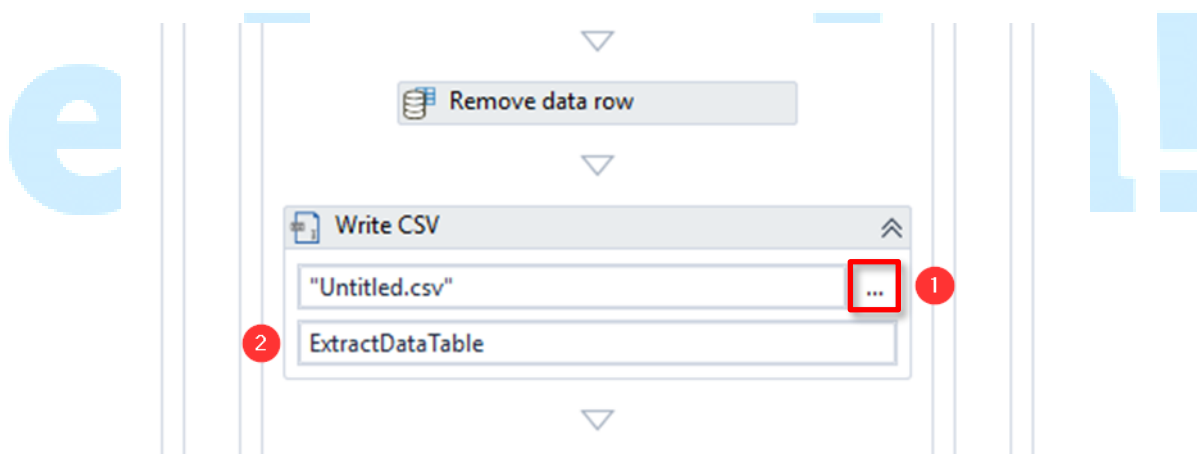 Remove data row
Write CSV
"Untitled.csv"
...
1
2
ExtractDataTable